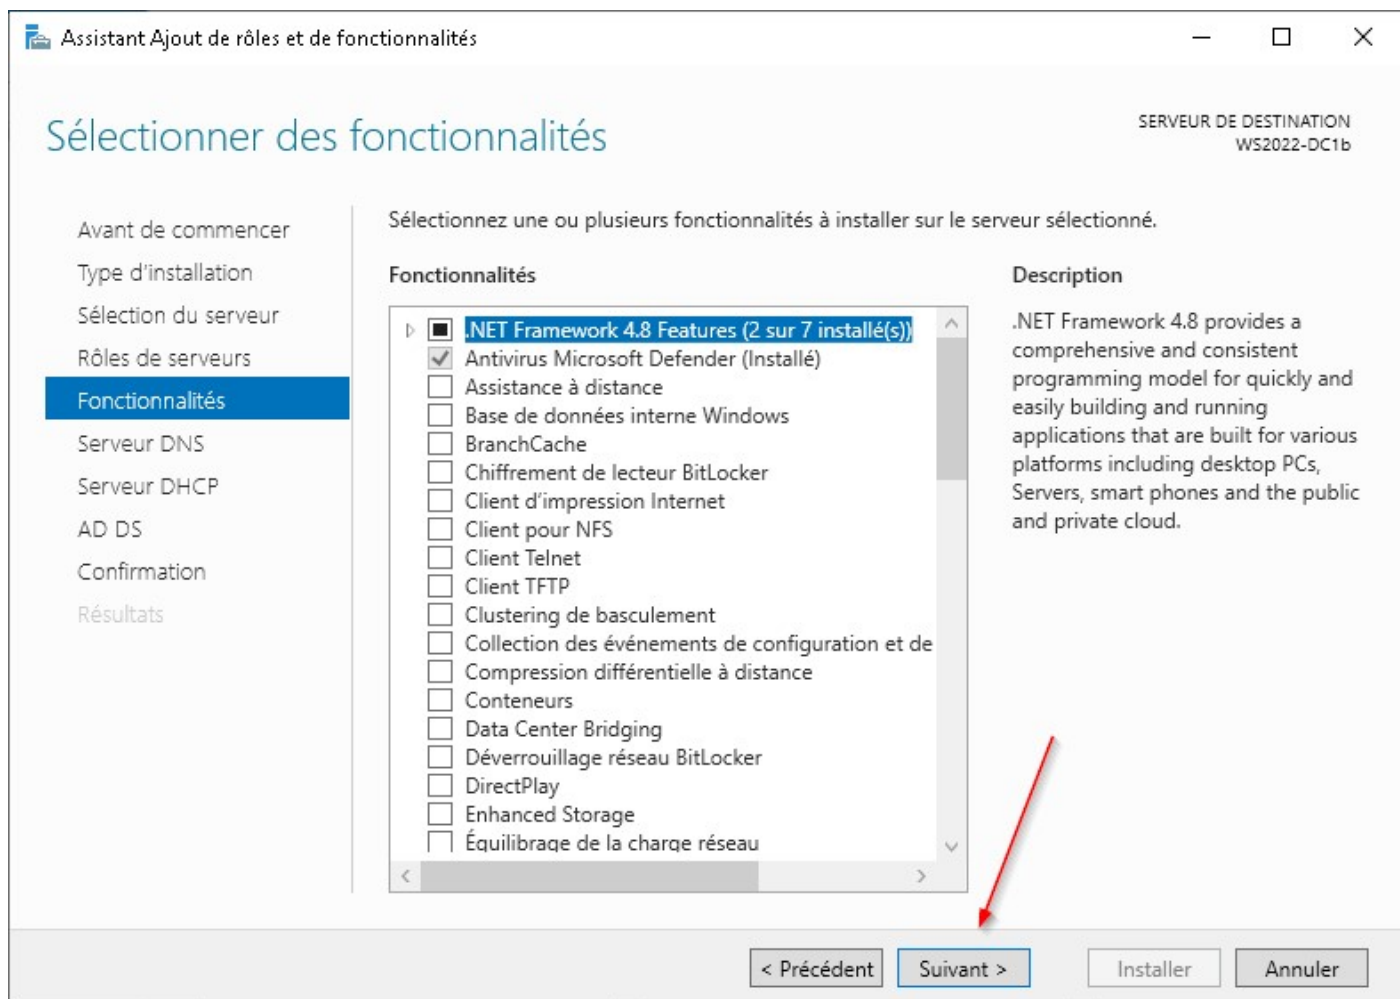 Assistant Ajout de rôles et de fonctionnalités
Sélectionner des fonctionnalités
SERVEUR DE DESTINATION
WS2022-DC1b
Avant de commencer
Type d'installation
Sélection du serveur
Rôles de serveurs
Fonctionnalités
Serveur DNS
Serveur DHCP
AD DS
Confirmation
Résultats
Sélectionnez une ou plusieurs fonctionnalités à installer sur le serveur sélectionné.
Fonctionnalités
.NET Framework 4.8 Features (2 sur 7 installé(s))
Antivirus Microsoft Defender (Installé)
Assistance à distance
Base de données interne Windows
BranchCache
Chiffrement de lecteur BitLocker
Client d'impression Internet
Client pour NFS
Client Telnet
Client TFTP
Clustering de basculement
Collection des événements de configuration et de
Compression différentielle à distance
Conteneurs
Data Center Bridging
Déverrouillage réseau BitLocker
DirectPlay
Enhanced Storage
Équilibrage de la charge réseau
Description
.NET Framework 4.8 provides a
comprehensive and consistent
programming model for quickly and
easily building and running
applications that are built for various
platforms including desktop PCs,
Servers, smart phones and the public
and private cloud.
< Précédent
Suivant >
Installer
Annuler